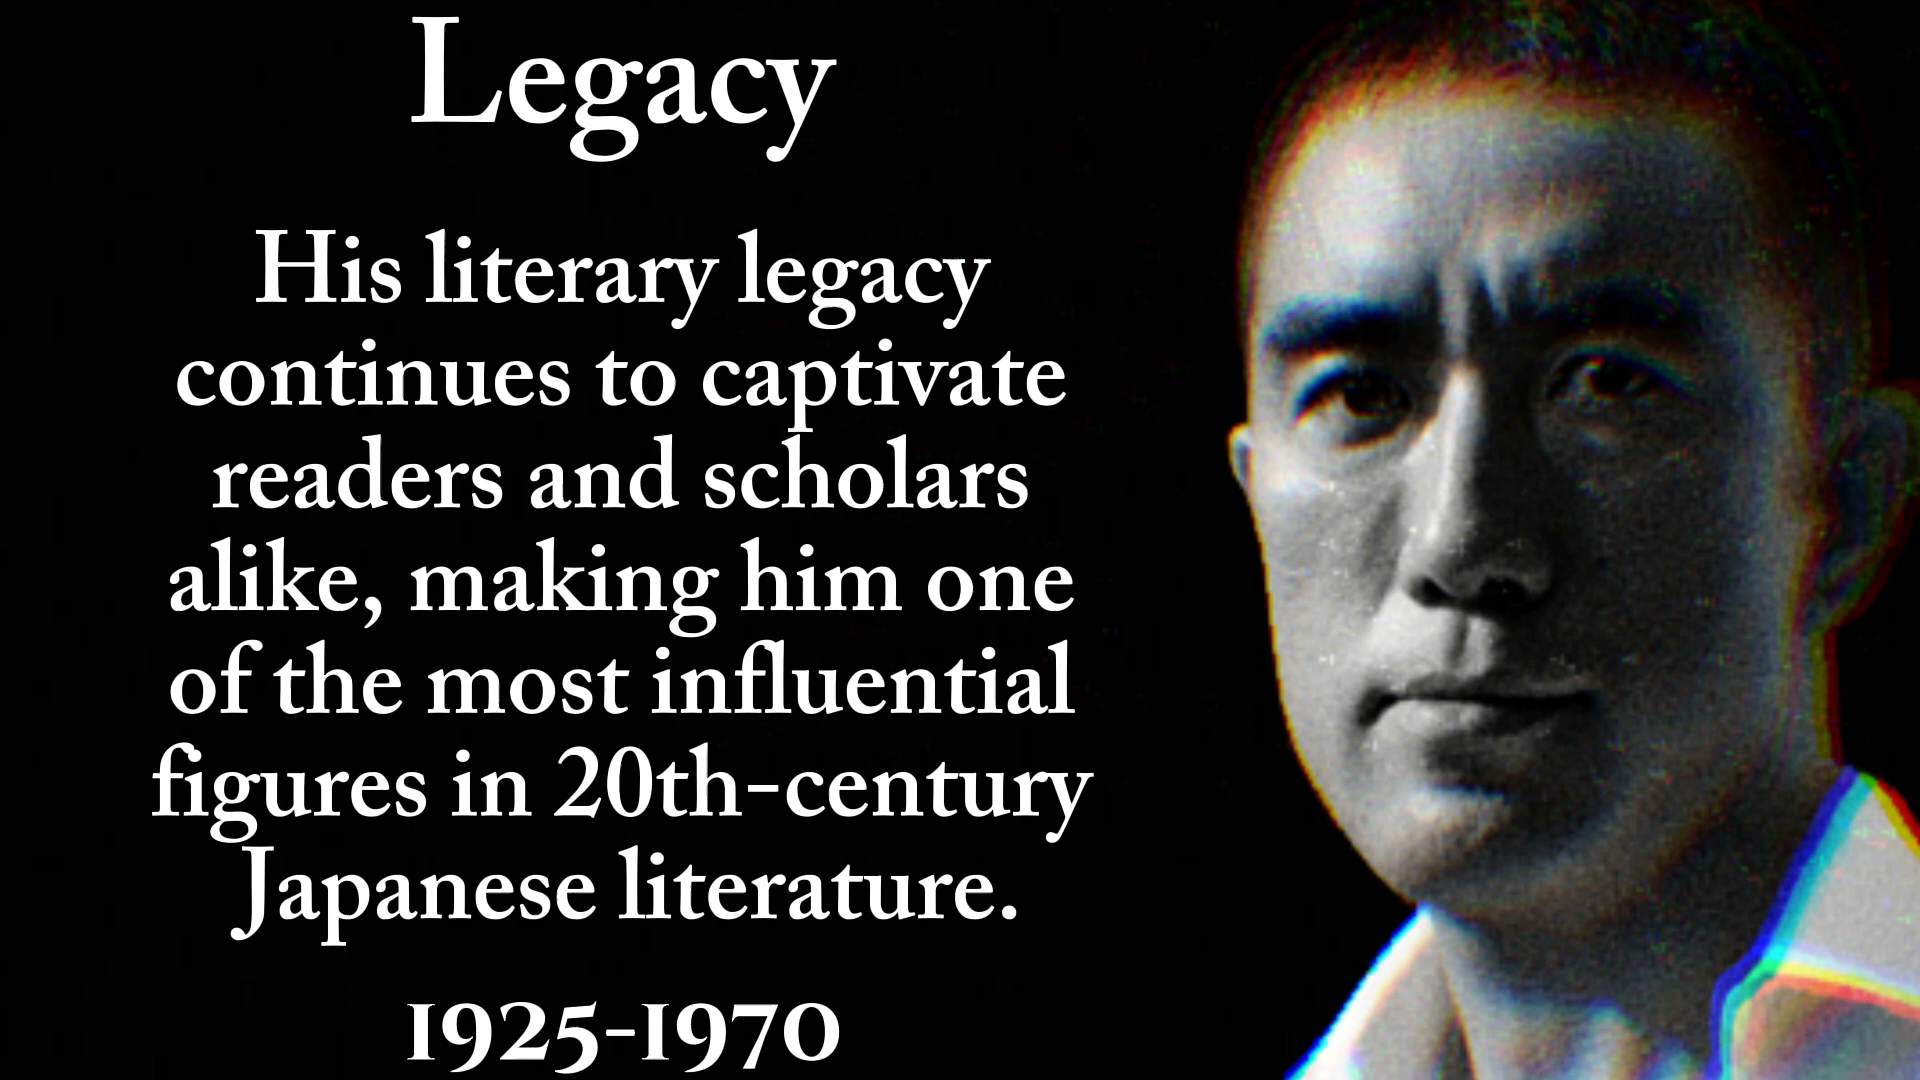 Legacy
His literary legacy
continues to captivate
readers and scholars
alike, making him one
of the most influential
figures in 20th-century
Japanese literature.
1925-1970